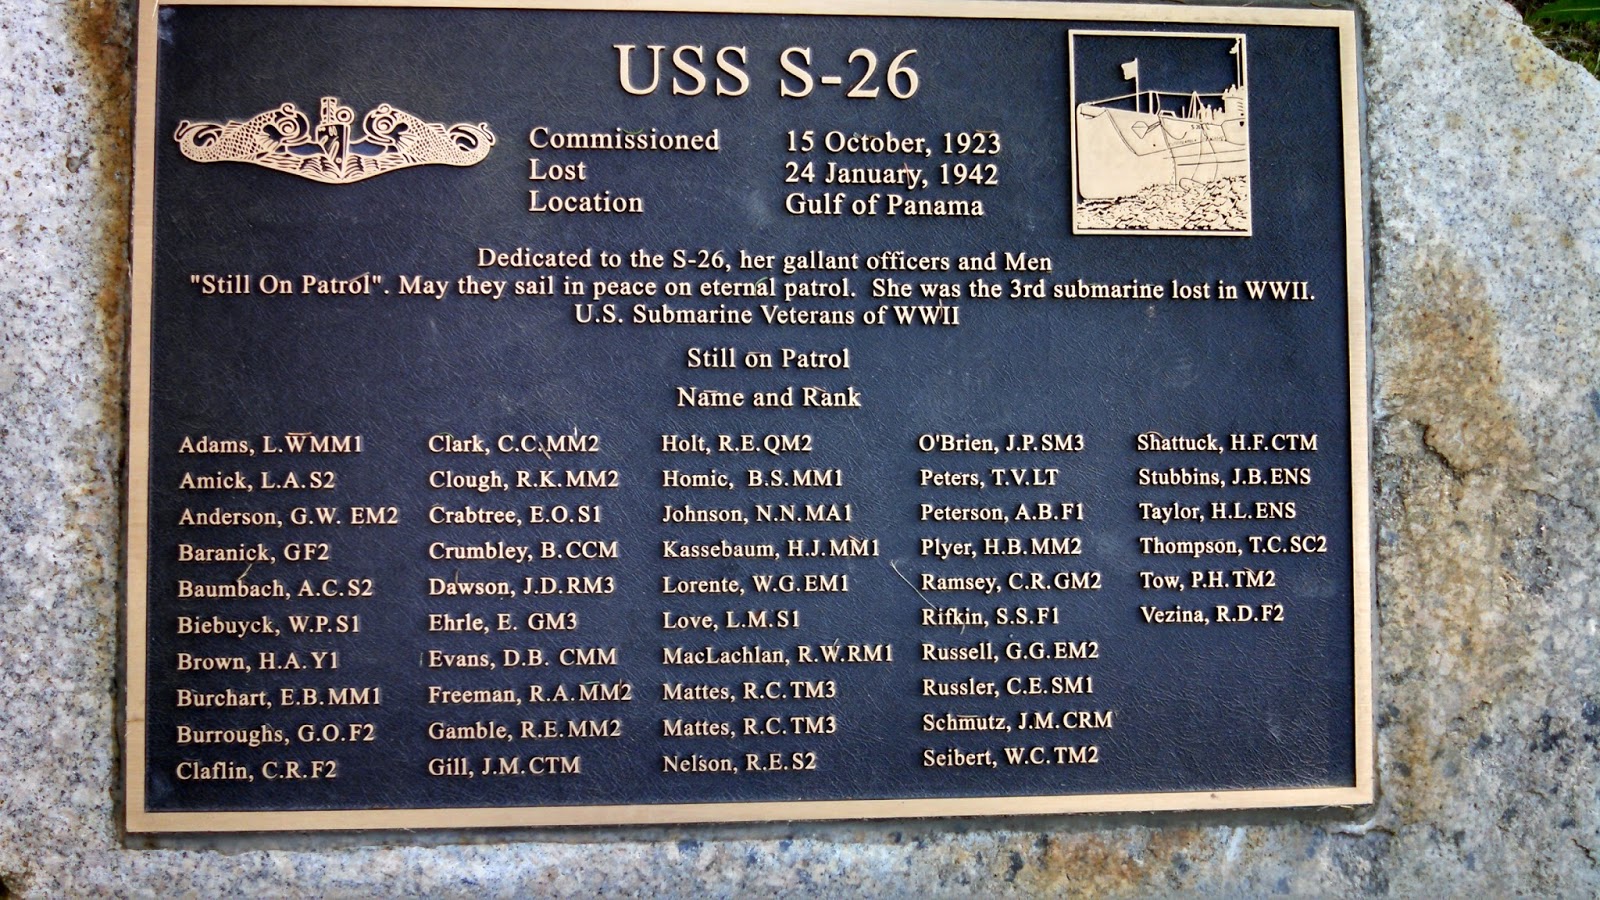 USS S-26
Commissioned 15 October, 1923
Lost 24 January, 1942
Location Gulf of Panama
Dedicated to the S-26, her gallant officers and Men
"Still On Patrol". May they sail in peace on eternal patrol. She was the 3rd submarine lost in WWII.
U.S. Submarine Veterans of WWII
Still on Patrol
Name and Rank
Adams, L.W MM1
Amick, L.A. S2
Anderson, G.W. EM2
Baranick, G F2
Baumbach, A.C. S2
Biebuyck, W.P. S1
Brown, H.A. Y1
Burchart, E.B. MM1
Burroughs, G.O. F2
Claflin, C.R. F2
Clark, C.C. MM2
Clough, R.K. MM2
Crabtree, E.O. S1
Crumbley, B. CCM
Dawson, J.D. RM3
Ehrle, E. GM3
Evans, D.B. CMM
Freeman, R.A. MM2
Gamble, R.E. MM2
Gill, J.M. CTM
Holt, R.E. QM2
Homic, B.S. MM1
Johnson, N.N. MA1
Kassebaum, H.J. MM1
Lorente, W.G. EM1
Love, L.M. S1
MacLachlan, R.W. RM1
Mattes, R.C. TM3
Mattes, R.C. TM3
Nelson, R.E. S2
O'Brien, J.P. SM3
Peters, T.V. LT
Peterson, A.B. F1
Plyer, H.B. MM2
Ramsey, C.R. GM2
Rifkin, S.S. F1
Russell, G.G. EM2
Russler, C.E. SM1
Schmutz, J.M. CRM
Seibert, W.C. TM2
Shattuck, H.F. CTM
Stubbins, J.B. ENS
Taylor, H.L. ENS
Thompson, T.C. SC2
Tow, P.H. TM2
Vezina, R.D. F2